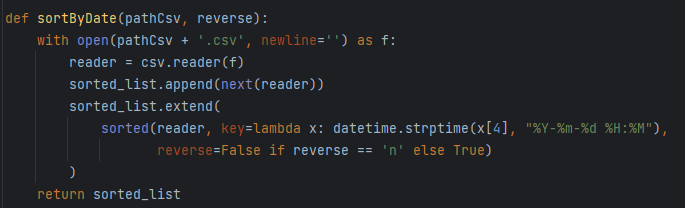 def sortByDate(pathCsv, reverse):
    with open(pathCsv + '.csv', newline='') as f:
        reader = csv.reader(f)
        sorted_list.append(next(reader))
        sorted_list.extend(
            sorted(reader, key=lambda x: datetime.strptime(x[4], "%Y-%m-%d %H:%M"),
                   reverse=False if reverse == 'n' else True)
        )
    return sorted_list